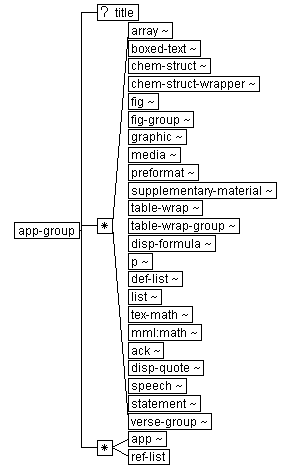 ? title
array ~
boxed-text ~
chem-struct ~
chem-struct-wrapper ~
fig ~
fig-group ~
graphic ~
media ~
preformat ~
supplementary-material ~
table-wrap ~
app-group * table-wrap-group ~
disp-formula ~
p ~
def-list ~
list ~
tex-math ~
mml:math ~
ack ~
disp-quote ~
speech ~
statement ~
verse-group ~
* app ~
ref-list